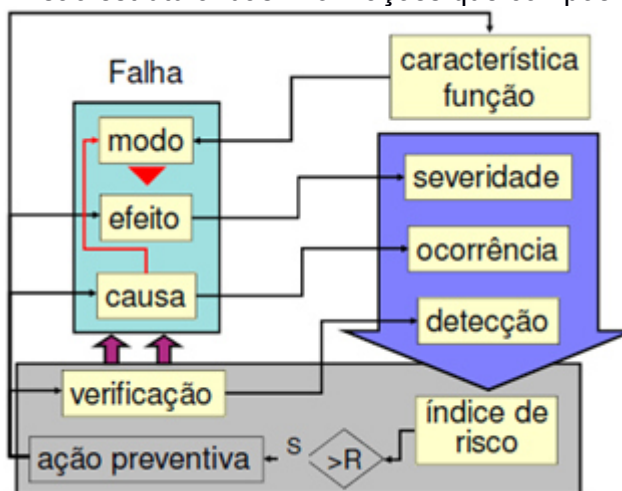 Falha
característica
função
modo
severidade
efeito
ocorrência
causa
detecção
verificação
índice de
risco
ação preventiva
S
>R